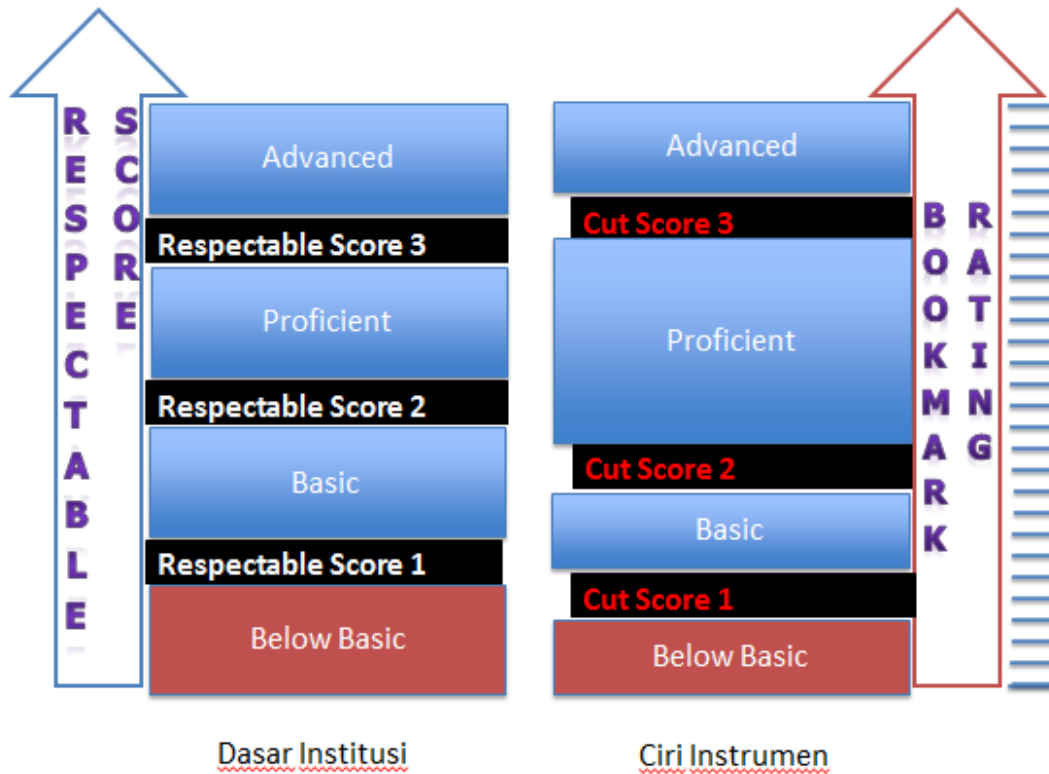 RESPECTABLE
SCORE
Advanced
Respectable Score 3
Proficient
Respectable Score 2
Basic
Respectable Score 1
Below Basic
Dasar Institusi
Advanced
Cut Score 3
Proficient
Cut Score 2
Basic
Cut Score 1
Below Basic
Ciri Instrumen
BOOKMARK
RATING